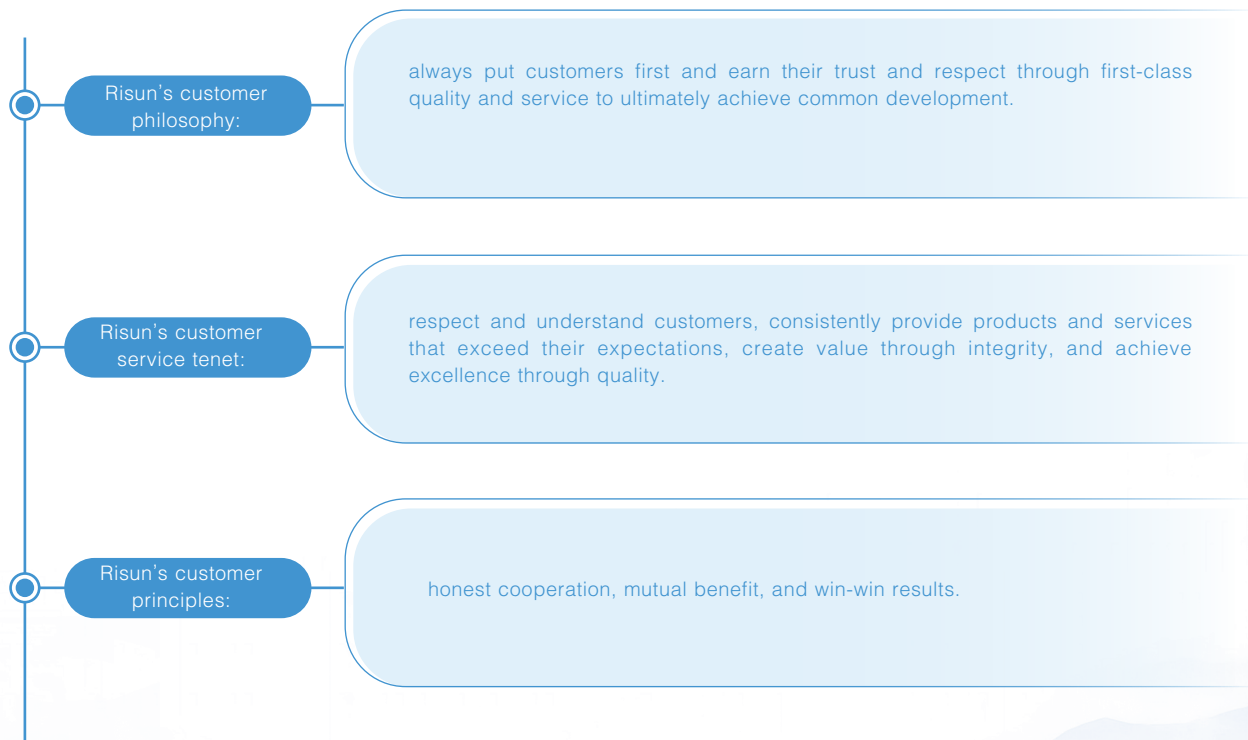 Risun’s customer
philosophy:
always put customers first and earn their trust and respect through first-class
quality and service to ultimately achieve common development.
Risun’s customer
service tenet:
respect and understand customers, consistently provide products and services
that exceed their expectations, create value through integrity, and achieve
excellence through quality.
Risun’s customer
principles:
honest cooperation, mutual benefit, and win-win results.